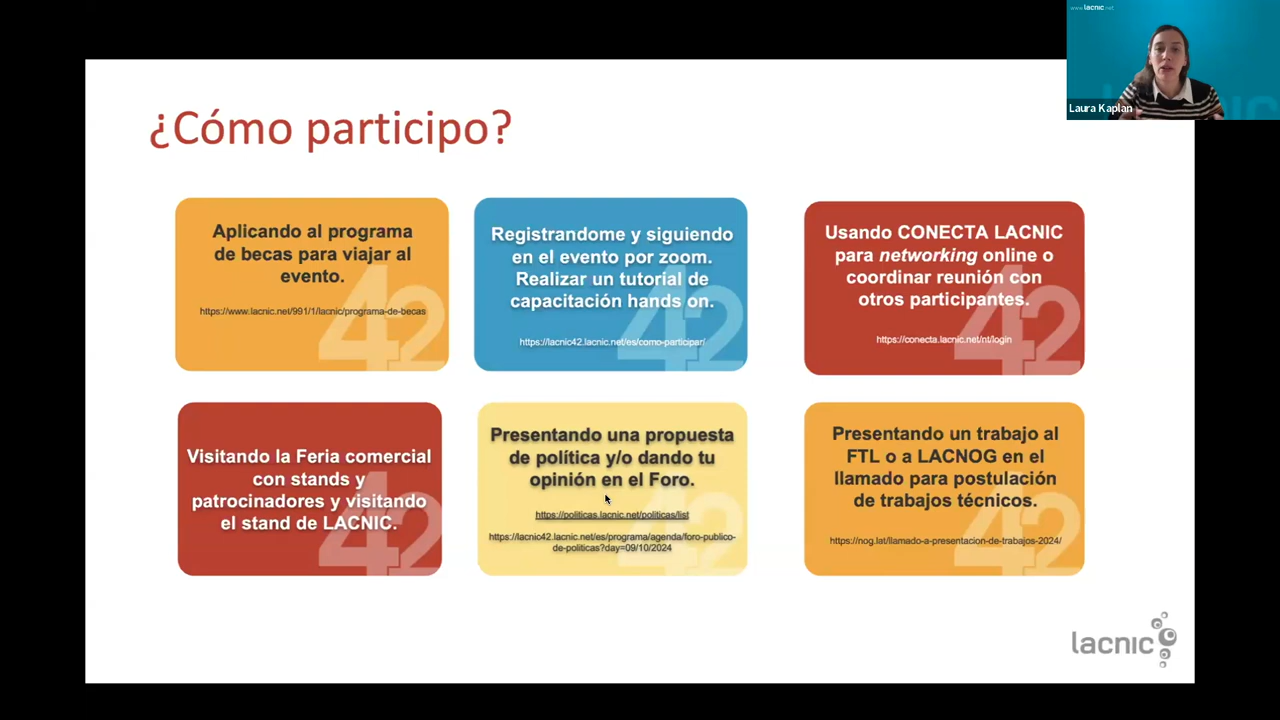 www.lacnic.net
Laura Kaplan
¿Cómo participo?
Aplicando al programa
de becas para viajar al
evento.
https://www.lacnic.net/991/1/lacnic/programa-de-becas
42
Registrandome y siguiendo
en el evento por zoom.
Realizar un tutorial de
capacitación hands on.
https://lacnic42.lacnic.net/es/como-participar/
42
Usando CONECTA LACNIC
para networking online o
coordinar reunión con
otros participantes.
https://conecta.lacnic.net/nt/login
42
Visitando la Feria comercial
con stands y
patrocinadores y visitando
el stand de LACNIC.
42
Presentando una propuesta
de política y/o dando tu
opinión en el Foro.
https://politicas.lacnic.net/politicas/list
https://lacnic42.lacnic.net/es/programa/agenda/foro-publico-
de-politicas?day=09/10/2024
42
Presentando un trabajo al
FTL o a LACNOG en el
llamado para postulación
de trabajos técnicos.
https://nog.lat/llamado-a-presentacion-de-trabajos-2024/
42
lacnic